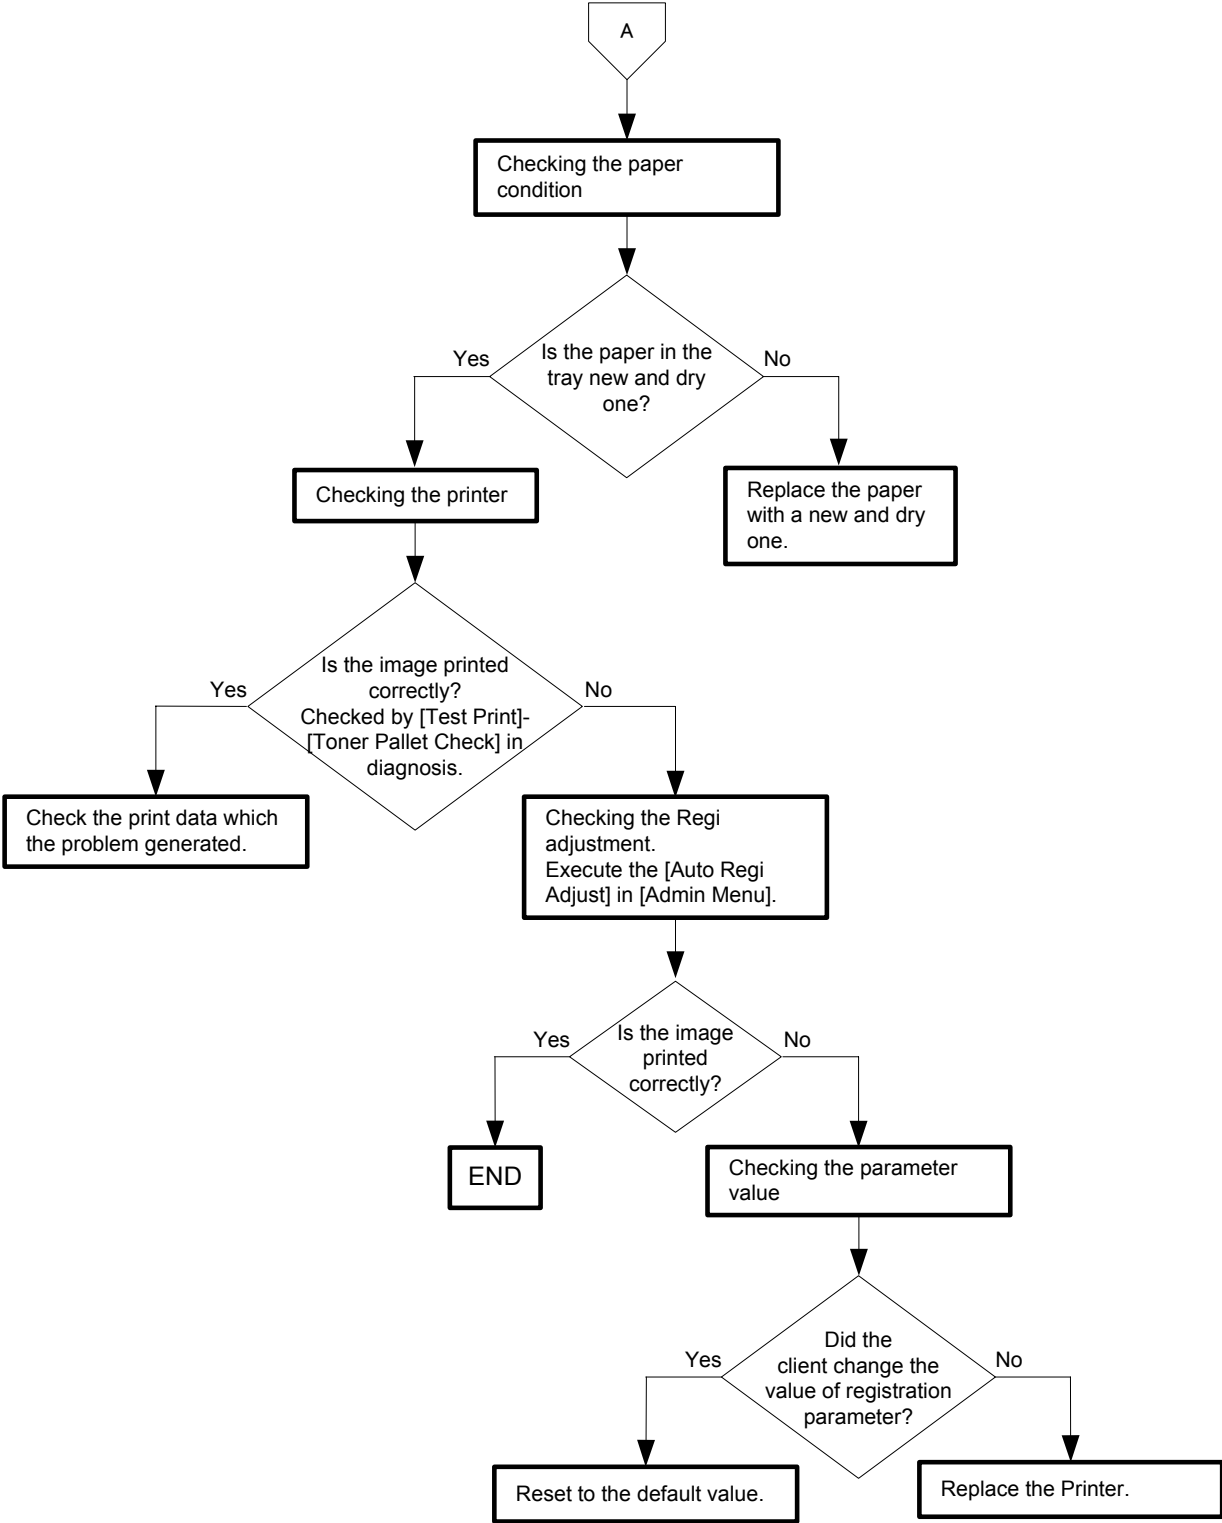 A
Checking the paper
condition
Is the paper in the
tray new and dry
one?
Yes
No
Checking the printer
Replace the paper
with a new and dry
one.
Is the image printed
correctly?
Checked by [Test Print]-
[Toner Pallet Check] in
diagnosis.
Yes
No
Check the print data which
the problem generated.
Checking the Regi
adjustment.
Execute the [Auto Regi
Adjust] in [Admin Menu].
Is the image
printed
correctly?
Yes
No
END
Checking the parameter
value
Did the
client change the
value of registration
parameter?
Yes
No
Reset to the default value.
Replace the Printer.